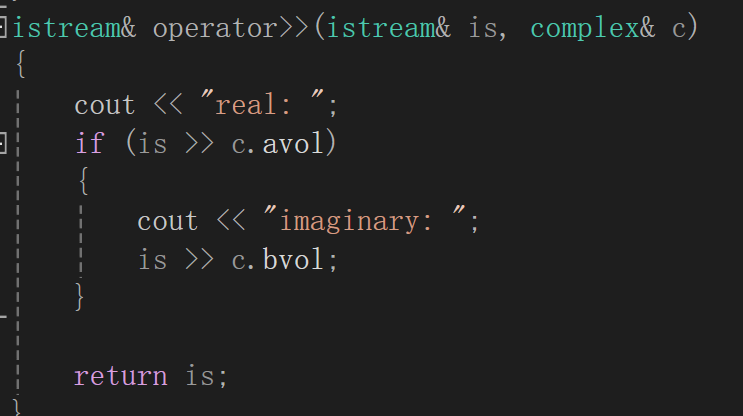 istream& operator>>(istream& is, complex& c)
{
cout << "real: ";
if (is >> c.avol)
{
cout << "imaginary: ";
is >> c.bvol;
}
return is;
}